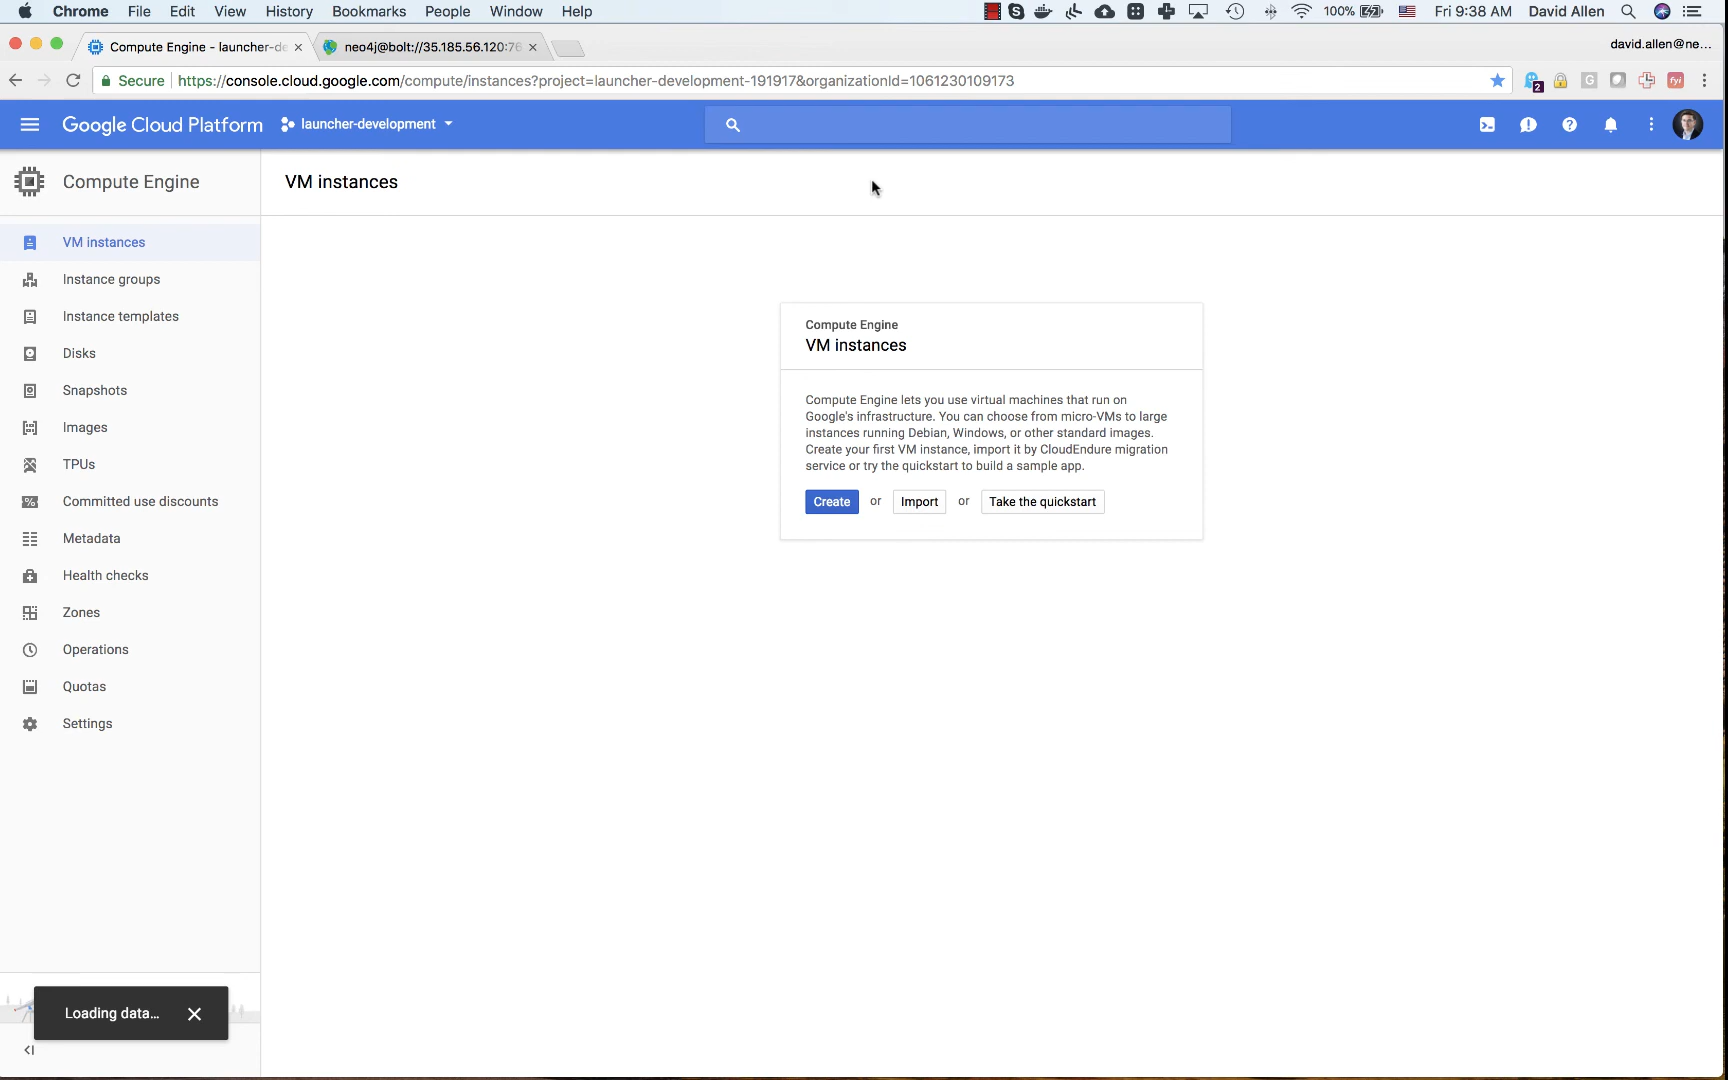 Chrome File Edit View History Bookmarks People Window Help 100% Fri 9:38 AM David Allen
Compute Engine - launcher-de neo4j@bolt://35.185.56.120:76 david.allen@ne...
Secure https://console.cloud.google.com/compute/instances?project=launcher-development-191917&organizationId=1061230109173 2 G fyi
Google Cloud Platform launcher-development
Compute Engine VM instances
VM instances
Instance groups
Instance templates
Disks
Snapshots
Images
TPUs
Committed use discounts
Metadata
Health checks
Zones
Operations
Quotas
Settings
Compute Engine
VM instances
Compute Engine lets you use virtual machines that run on
Google's infrastructure. You can choose from micro-VMs to large
instances running Debian, Windows, or other standard images.
Create your first VM instance, import it by CloudEndure migration
service or try the quickstart to build a sample app.
Create or Import or Take the quickstart
Loading data...